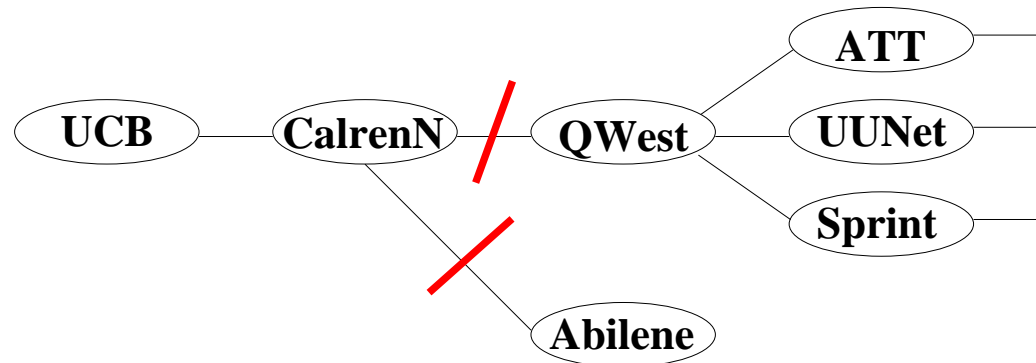 ATT
UCB
CalrenN
QWest
UUNet
Sprint
Abilene